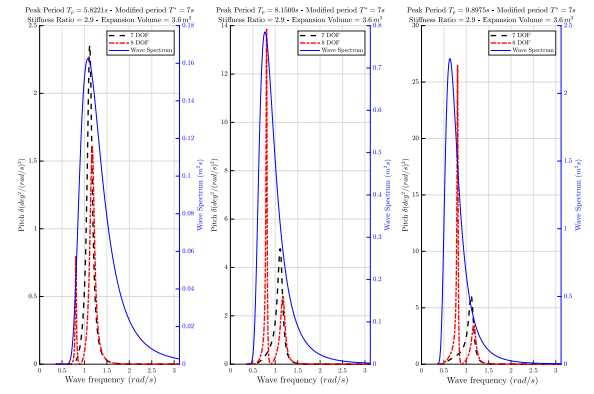 Peak Period Tₚ = 5.8221s - Modified period T* = 7s
Stiffness Ratio = 2.9 - Expansion Volume = 3.6 m³
2.5
2
1.5
1
0.5
0
Pitch δ(deg²/(rad/s)²)
7 DOF
8 DOF
Wave Spectrum
0.18
0.16
0.14
0.12
0.1
0.08
0.06
0.04
0.02
0
Wave Spectrum (m²s)
0 0.5 1 1.5 2 2.5 3
Wave frequency (rad/s)
Peak Period Tₚ = 8.1509s - Modified period T* = 7s
Stiffness Ratio = 2.9 - Expansion Volume = 3.6 m³
14
12
10
8
6
4
2
0
Pitch δ(deg²/(rad/s)²)
7 DOF
8 DOF
Wave Spectrum
0.8
0.7
0.6
0.5
0.4
0.3
0.2
0.1
0
Wave Spectrum (m²s)
0 0.5 1 1.5 2 2.5 3
Wave frequency (rad/s)
Peak Period Tₚ = 9.8975s - Modified period T* = 7s
Stiffness Ratio = 2.9 - Expansion Volume = 3.6 m³
30
25
20
15
10
5
0
Pitch δ(deg²/(rad/s)²)
7 DOF
8 DOF
Wave Spectrum
2.5
2
1.5
1
0.5
0
Wave Spectrum (m²s)
0 0.5 1 1.5 2 2.5 3
Wave frequency (rad/s)